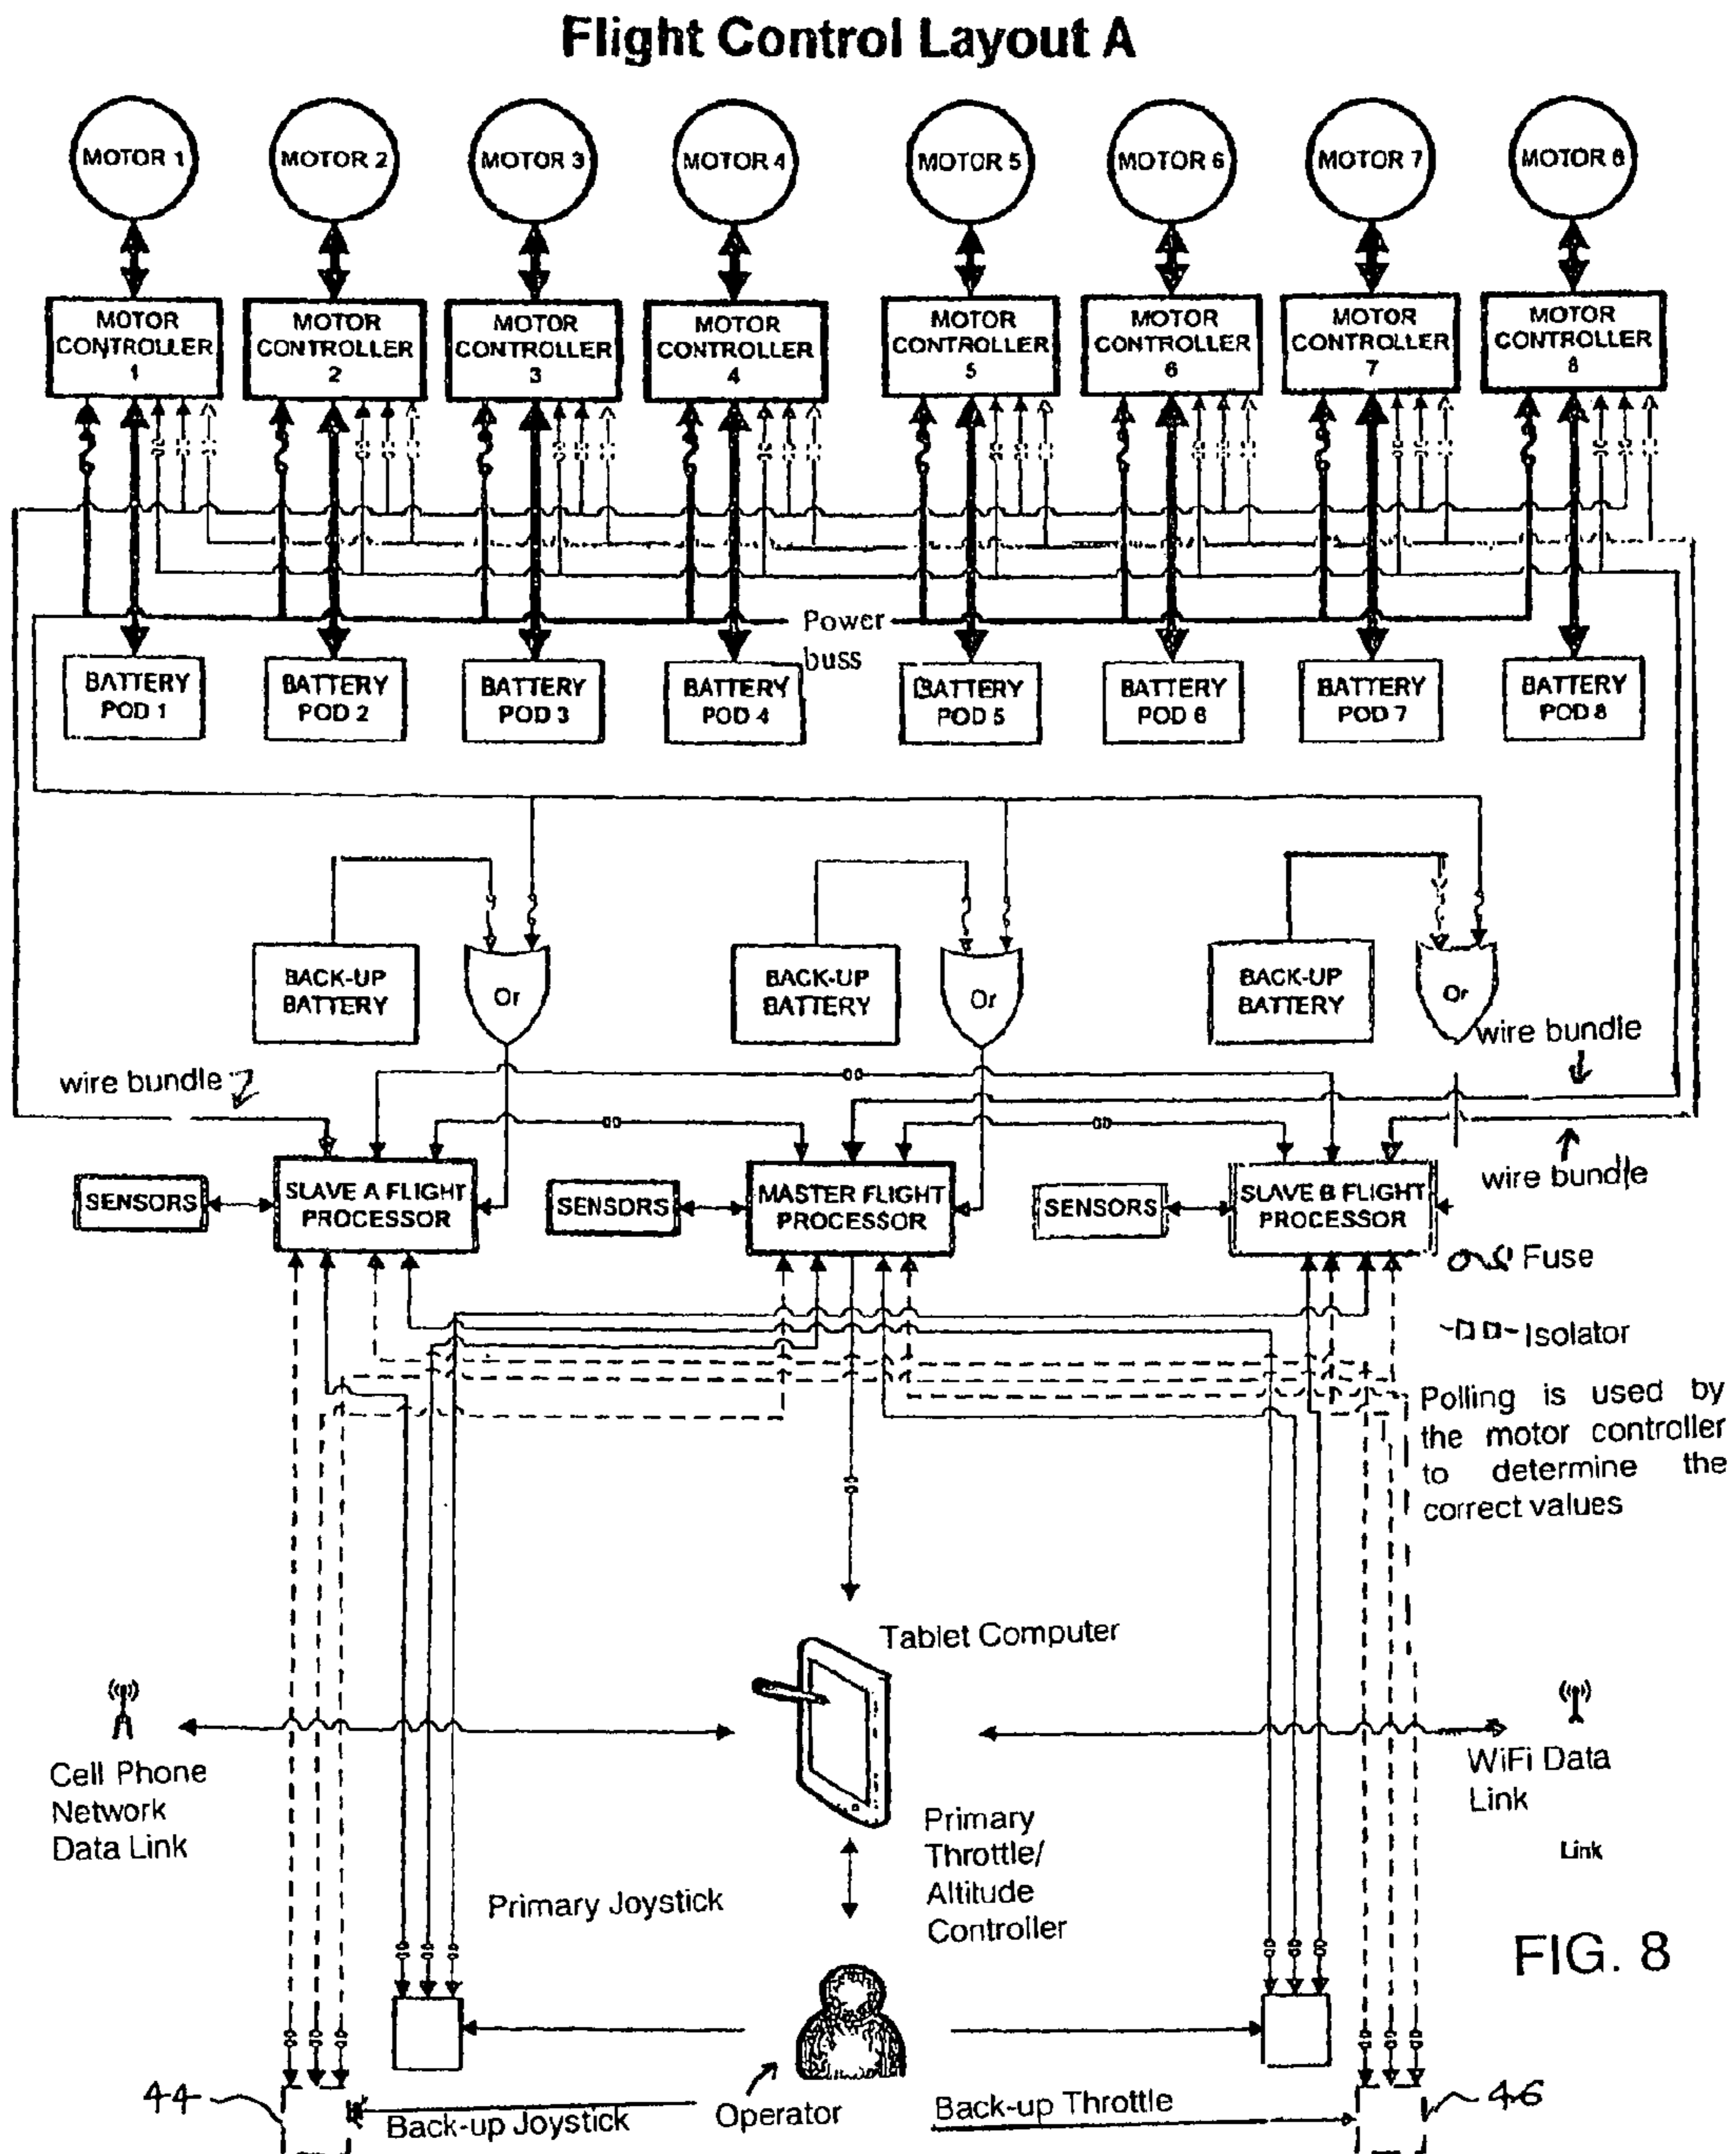 Flight Control Layout A
MOTOR 1
MOTOR 2
MOTOR 3
MOTOR 4
MOTOR 5
MOTOR 6
MOTOR 7
MOTOR 8
MOTOR
CONTROLLER
1
MOTOR
CONTROLLER
2
MOTOR
CONTROLLER
3
MOTOR
CONTROLLER
4
MOTOR
CONTROLLER
5
MOTOR
CONTROLLER
6
MOTOR
CONTROLLER
7
MOTOR
CONTROLLER
8
Power
buss
BATTERY
POD 1
BATTERY
POD 2
BATTERY
POD 3
BATTERY
POD 4
BATTERY
POD 5
BATTERY
POD 6
BATTERY
POD 7
BATTERY
POD 8
BACK-UP
BATTERY
Or
BACK-UP
BATTERY
Or
BACK-UP
BATTERY
Or
wire bundle
wire bundle
wire bundle
SENSORS
SLAVE A FLIGHT
PROCESSOR
SENSORS
MASTER FLIGHT
PROCESSOR
SENSORS
SLAVE B FLIGHT
PROCESSOR
Fuse
Isolator
Polling is used by
the motor controller
to determine the
correct values
Tablet Computer
Cell Phone
Network
Data Link
WiFi Data
Link
Link
Primary
Throttle/
Altitude
Controller
Primary Joystick
FIG. 8
44
Back-up Joystick
Operator
Back-up Throttle
46